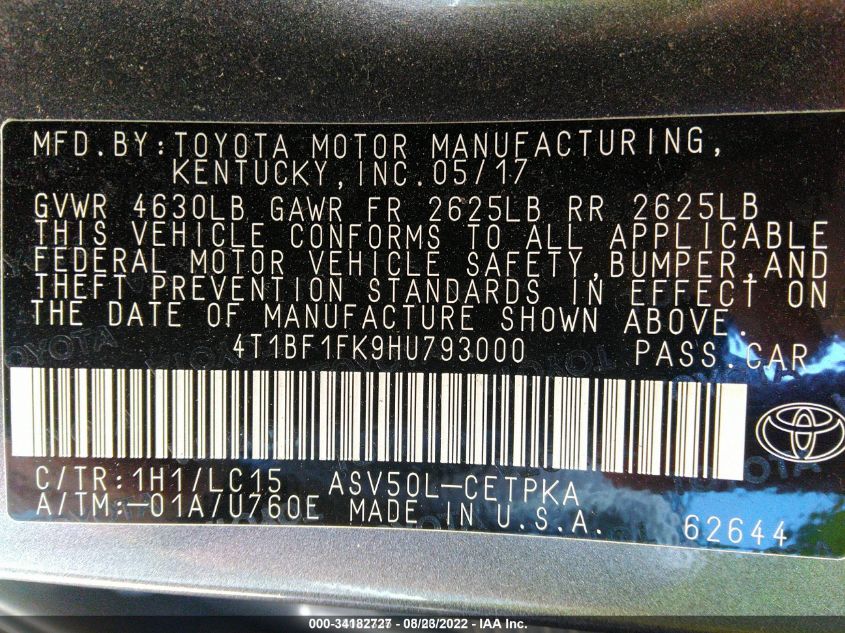 MFD.BY:TOYOTA MOTOR MANUFACTURING,
KENTUCKY,INC.05/17
GVWR 4630LB GAWR FR 2625LB RR 2625LB
THIS VEHICLE CONFORMS TO ALL APPLICABLE
FEDERAL MOTOR VEHICLE SAFETY,BUMPER,AND
THEFT PREVENTION STANDARDS IN EFFECT ON
THE DATE OF MANUFACTURE SHOWN ABOVE.
4T1BF1FK9HU793000 PASS.CAR
C/TR:1H1/LC15 ASV50L-CETPKA
A/TM:-01A/U760E MADE IN U.S.A. 62644
000-34182727 - 08/23/2022 - IAA Inc.